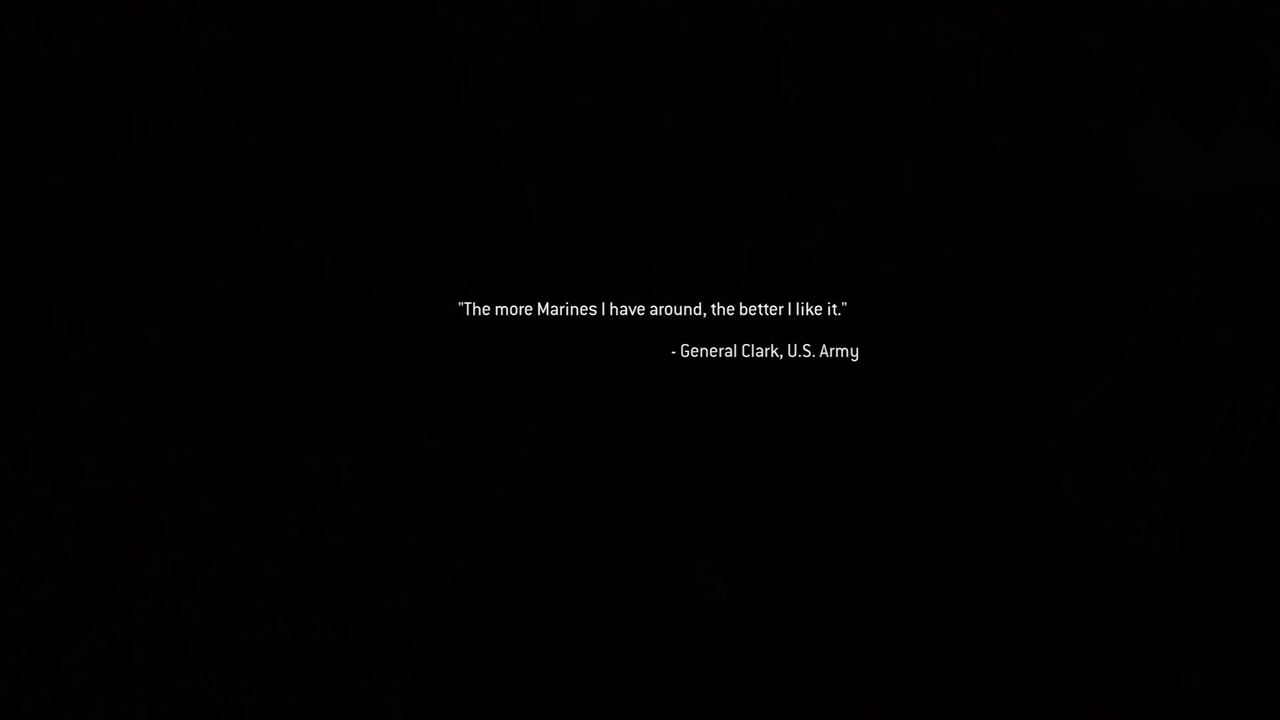 "The more Marines I have around, the better I like it."
- General Clark, U.S. Army